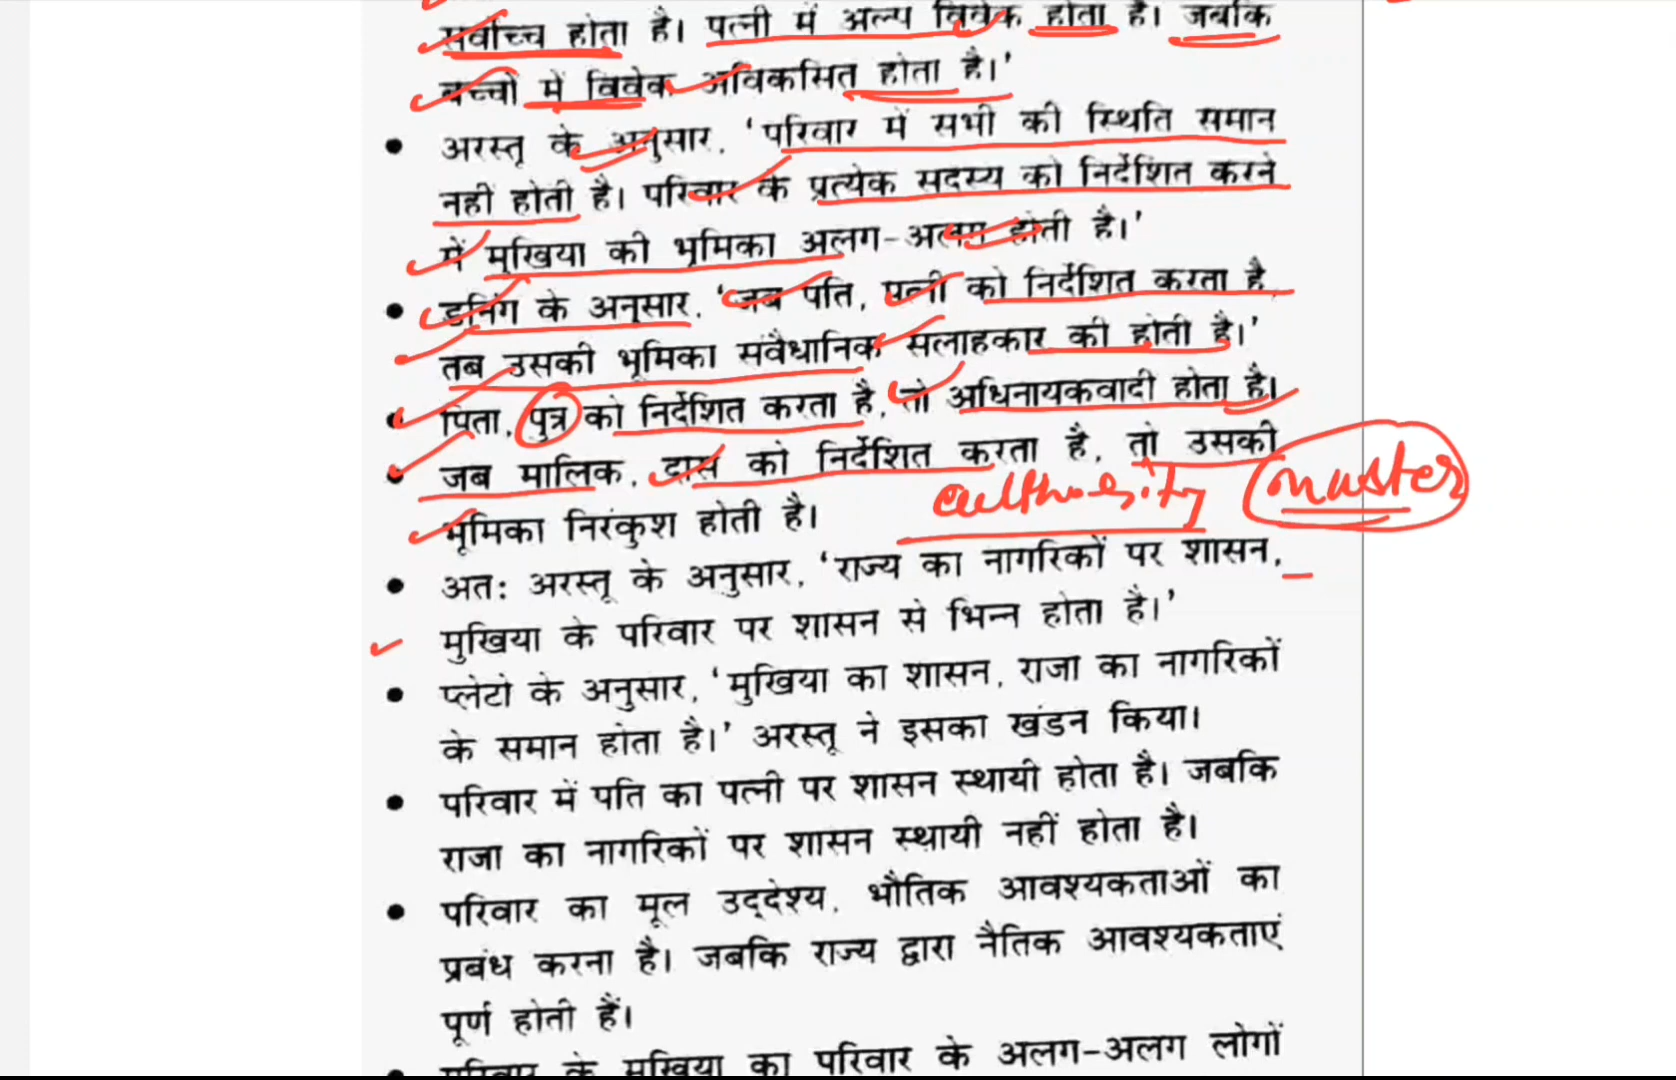 सर्वोच्च होता है। पत्नी में अल्प विवेक होता है। जबकि
बच्चों में विवेक अविकसित होता है।'
• अरस्तू के अनुसार, 'परिवार में सभी की स्थिति समान
नहीं होती है। परिवार के प्रत्येक सदस्य को निर्देशित करने
में मुखिया की भूमिका अलग-अलग होती है।'
• डनिंग के अनुसार, 'जब पति, पत्नी को निर्देशित करता है,
तब उसकी भूमिका संवैधानिक सलाहकार की होती है।'
• पिता, पुत्र को निर्देशित करता है, तो अधिनायकवादी होता है।
• जब मालिक, दास को निर्देशित करता है, तो उसकी
authority master
भूमिका निरंकुश होती है।
• अतः अरस्तू के अनुसार, 'राज्य का नागरिकों पर शासन,
मुखिया के परिवार पर शासन से भिन्न होता है।'
• प्लेटो के अनुसार, 'मुखिया का शासन, राजा का नागरिकों
के समान होता है।' अरस्तू ने इसका खंडन किया।
• परिवार में पति का पत्नी पर शासन स्थायी होता है। जबकि
राजा का नागरिकों पर शासन स्थायी नहीं होता है।
• परिवार का मूल उद्देश्य, भौतिक आवश्यकताओं का
प्रबंध करना है। जबकि राज्य द्वारा नैतिक आवश्यकताएं
पूर्ण होती हैं।
• परिवार के मुखिया का परिवार के अलग-अलग लोगों